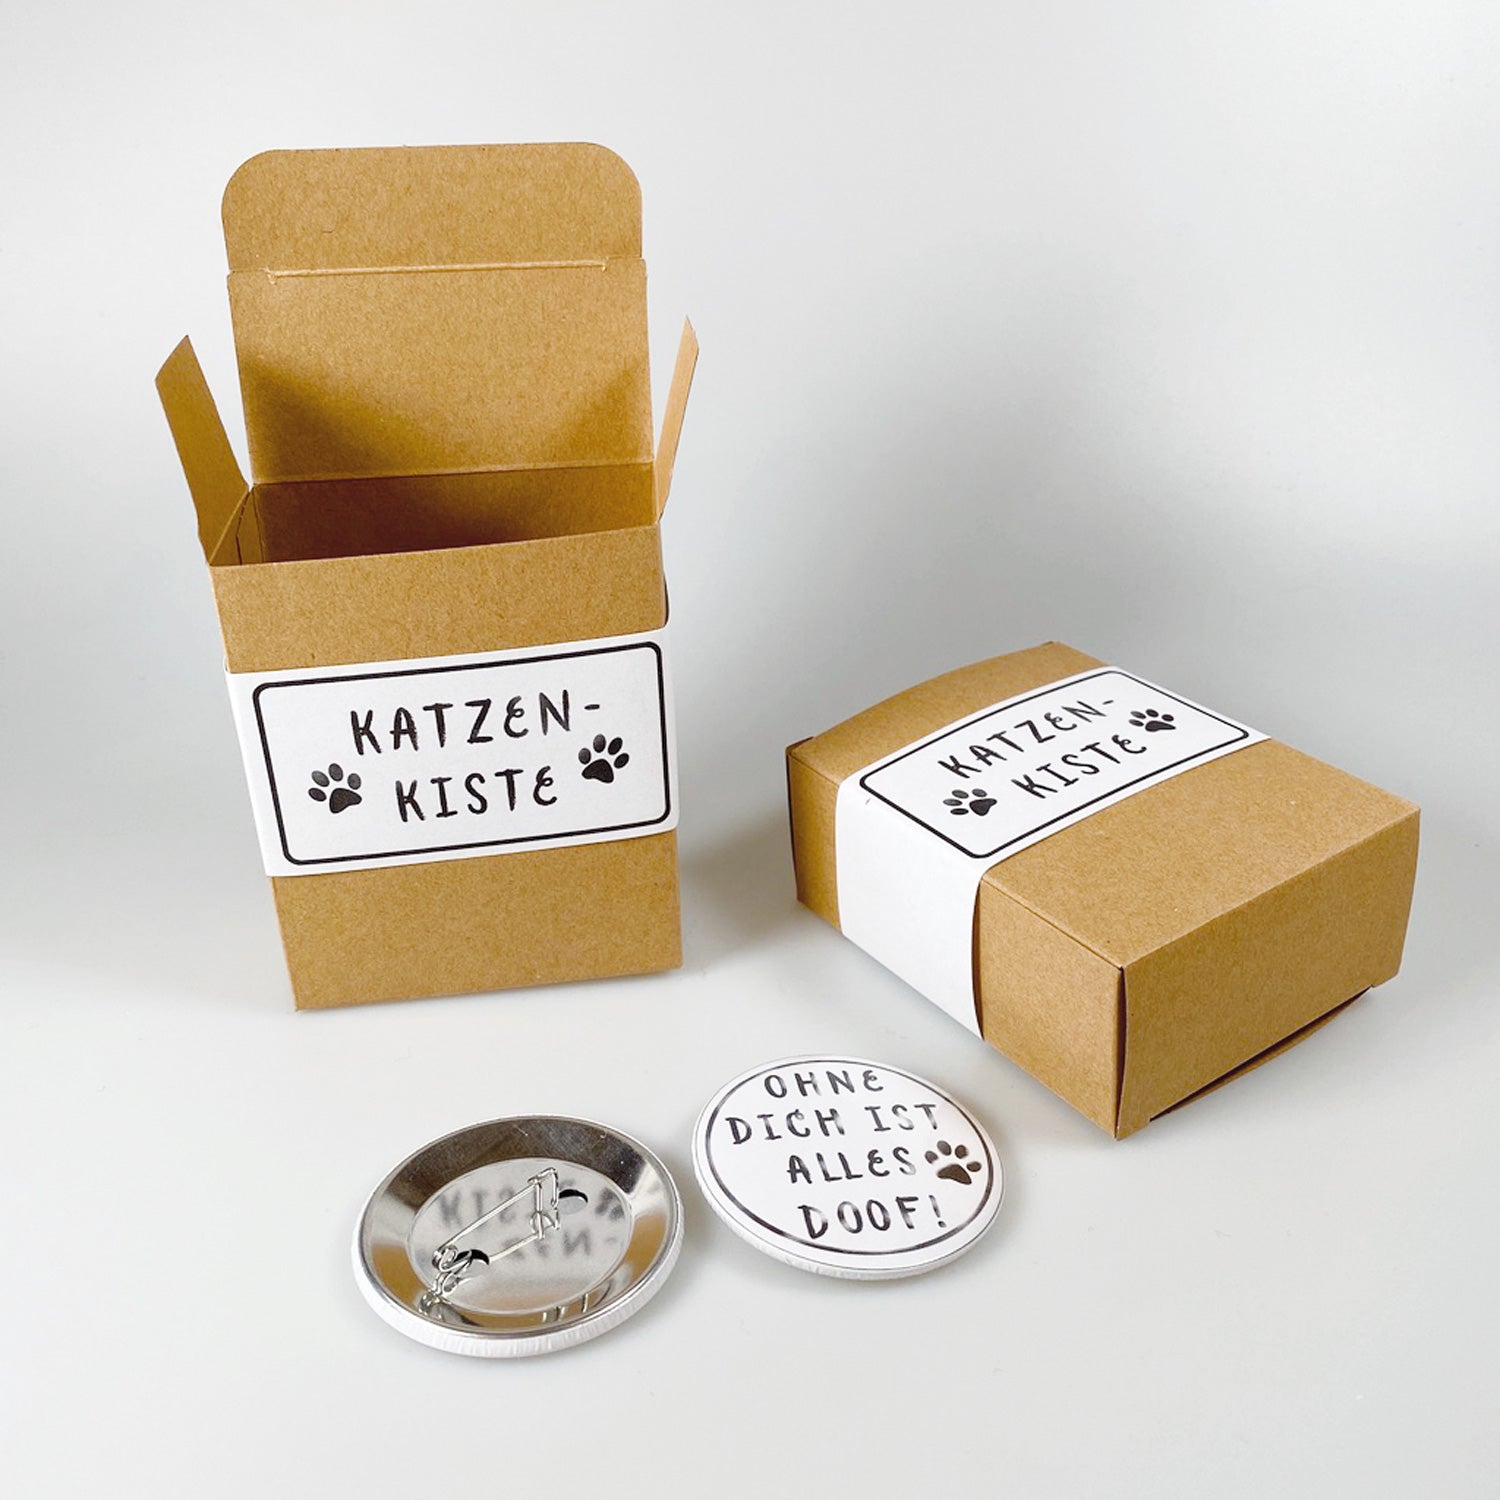 KATZEN-
KISTE
KATZEN-
KISTE
OHNE
DICH IST
ALLES
DOOF!